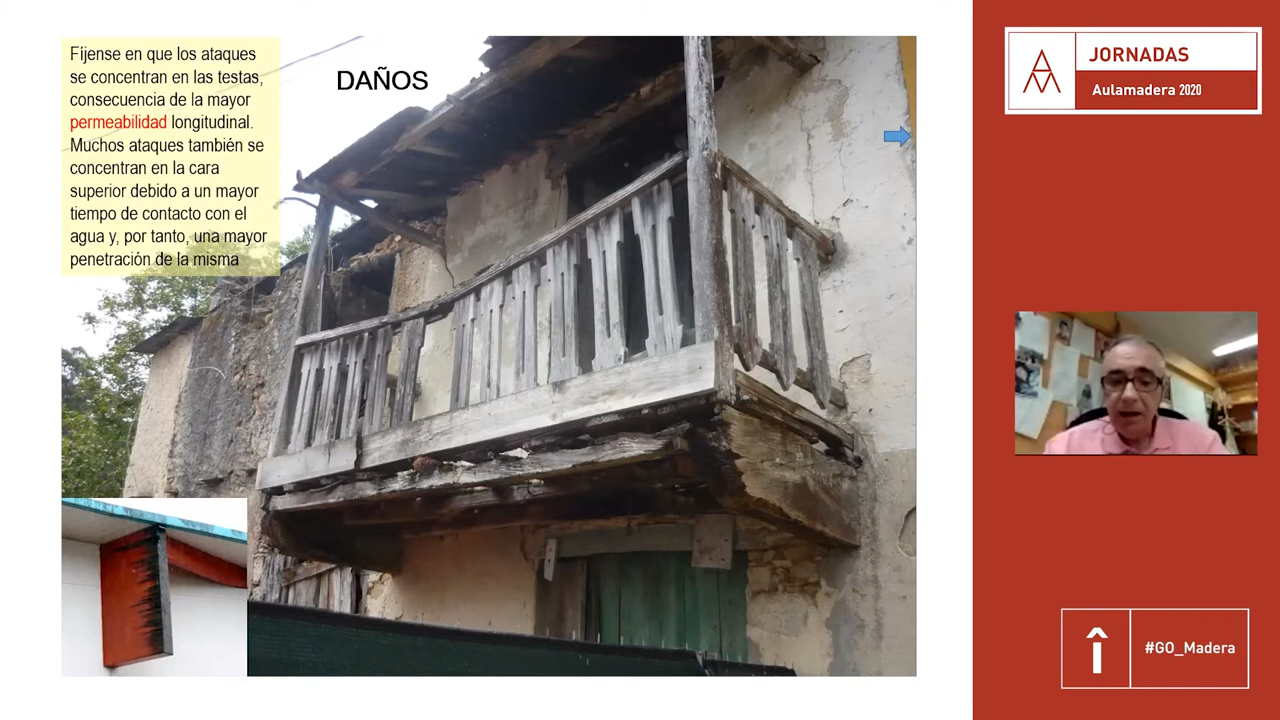 Fíjense en que los ataques
se concentran en las testas,
consecuencia de la mayor
permeabilidad longitudinal.
Muchos ataques también se
concentran en la cara
superior debido a un mayor
tiempo de contacto con el
agua y, por tanto, una mayor
penetración de la misma
DAÑOS
JORNADAS
Aulamadera 2020
#GO_Madera